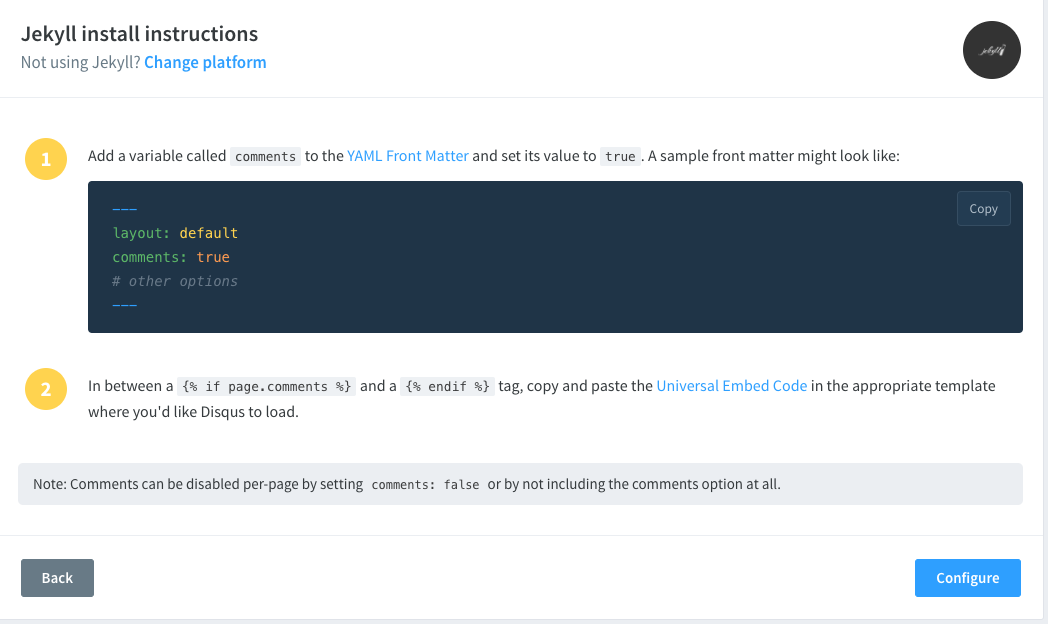 Jekyll install instructions
Not using Jekyll? Change platform
jekyll
1
Add a variable called comments to the YAML Front Matter and set its value to true . A sample front matter might look like:
Copy
---
layout: default
comments: true
# other options
---
2
In between a {% if page.comments %} and a {% endif %} tag, copy and paste the Universal Embed Code in the appropriate template
where you'd like Disqus to load.
Note: Comments can be disabled per-page by setting comments: false or by not including the comments option at all.
Back
Configure